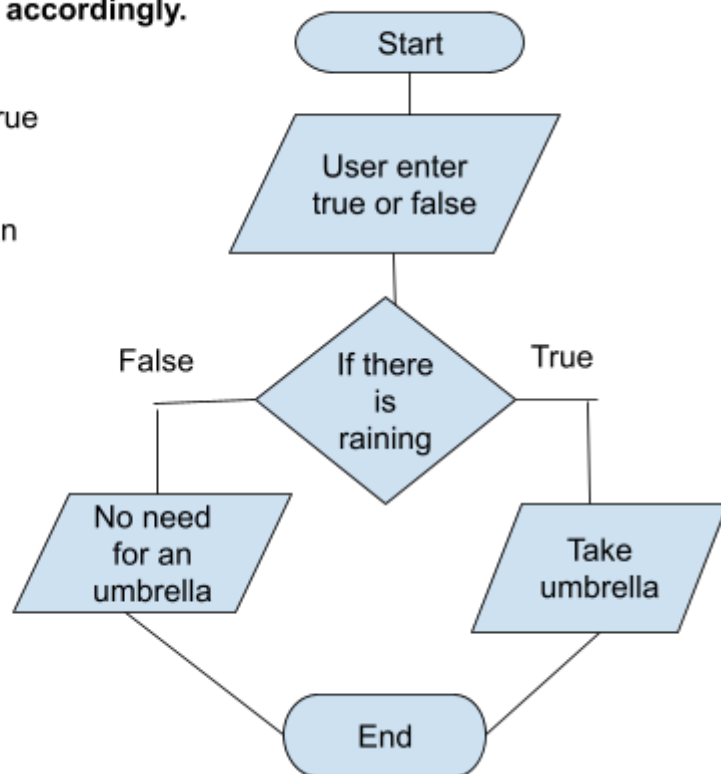 accordingly.
Start
rue
User enter
true or false
n
False
True
If there
is
raining
No need
for an
umbrella
Take
umbrella
End